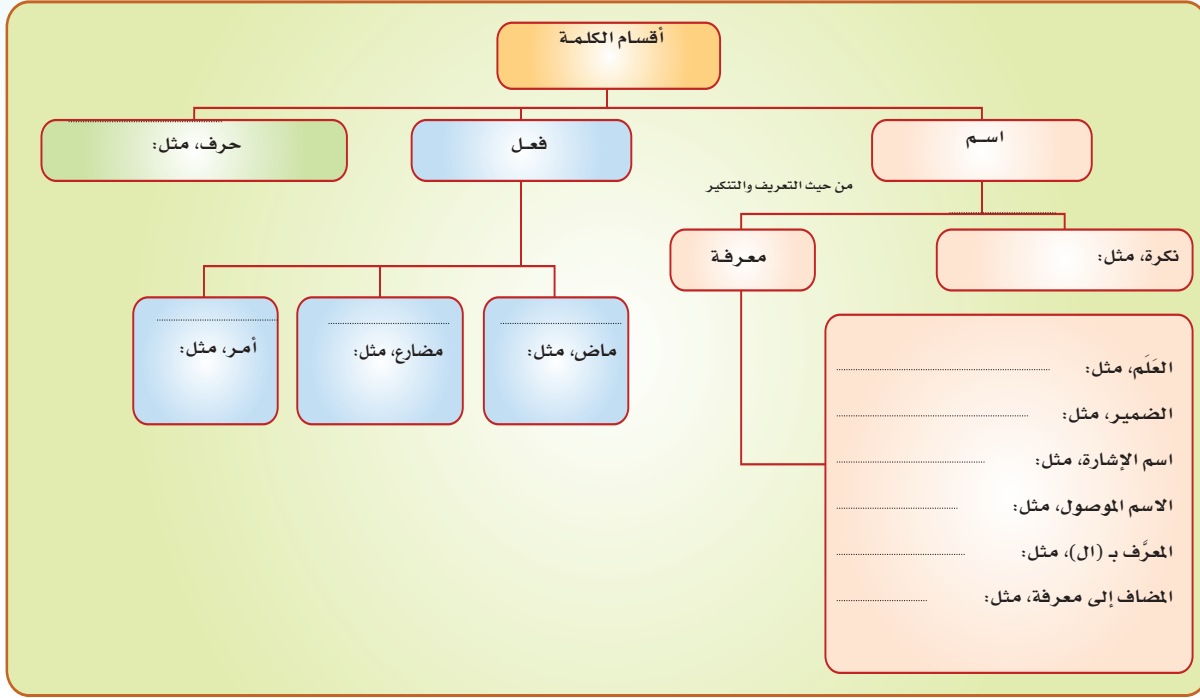 أقسام الكلمة
اسم
فعل
حرف، مثل:
من حيث التعريف والتنكير
نكرة، مثل:
معرفة
العَلَم، مثل:
الضمير، مثل:
اسم الإشارة، مثل:
الاسم الموصول، مثل:
المعرَّف بـ (ال)، مثل:
المضاف إلى معرفة، مثل:
ماض، مثل:
مضارع، مثل:
أمر، مثل: